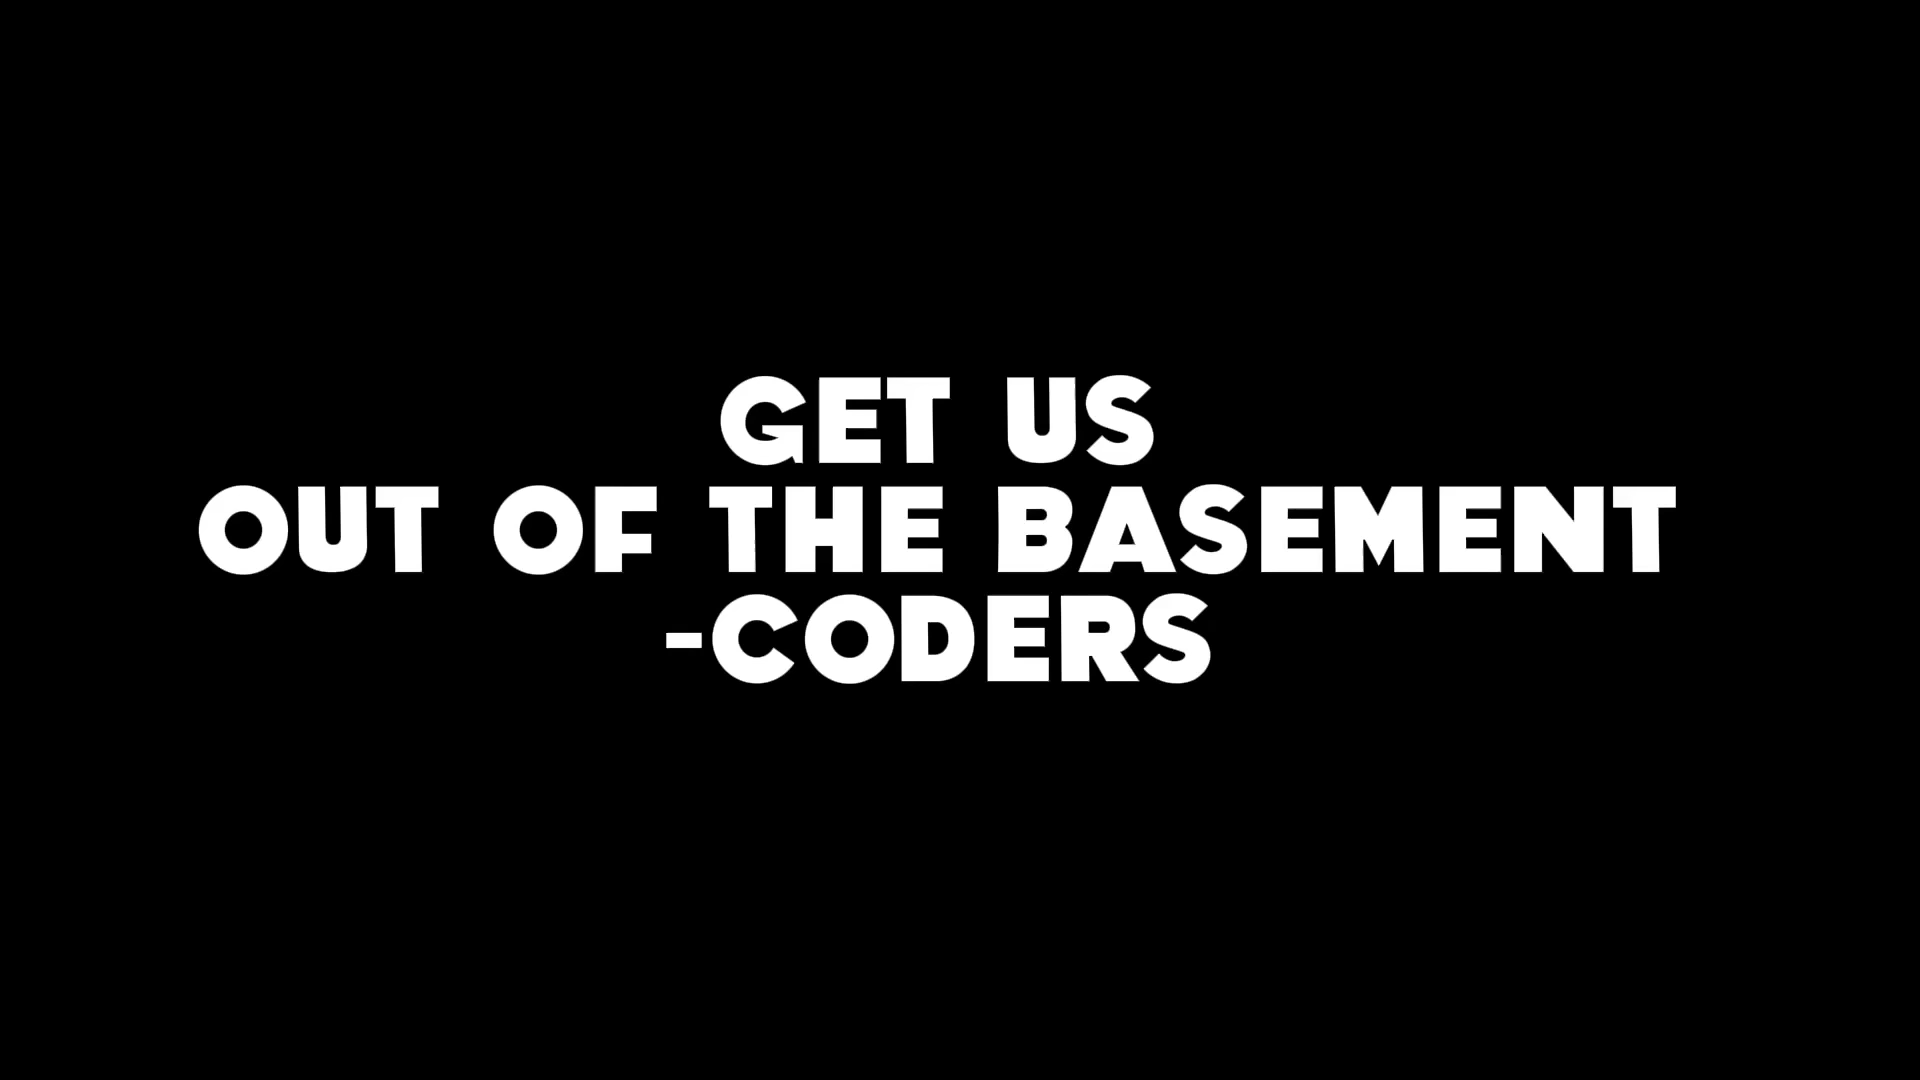 GET US
OUT OF THE BASEMENT
-CODERS